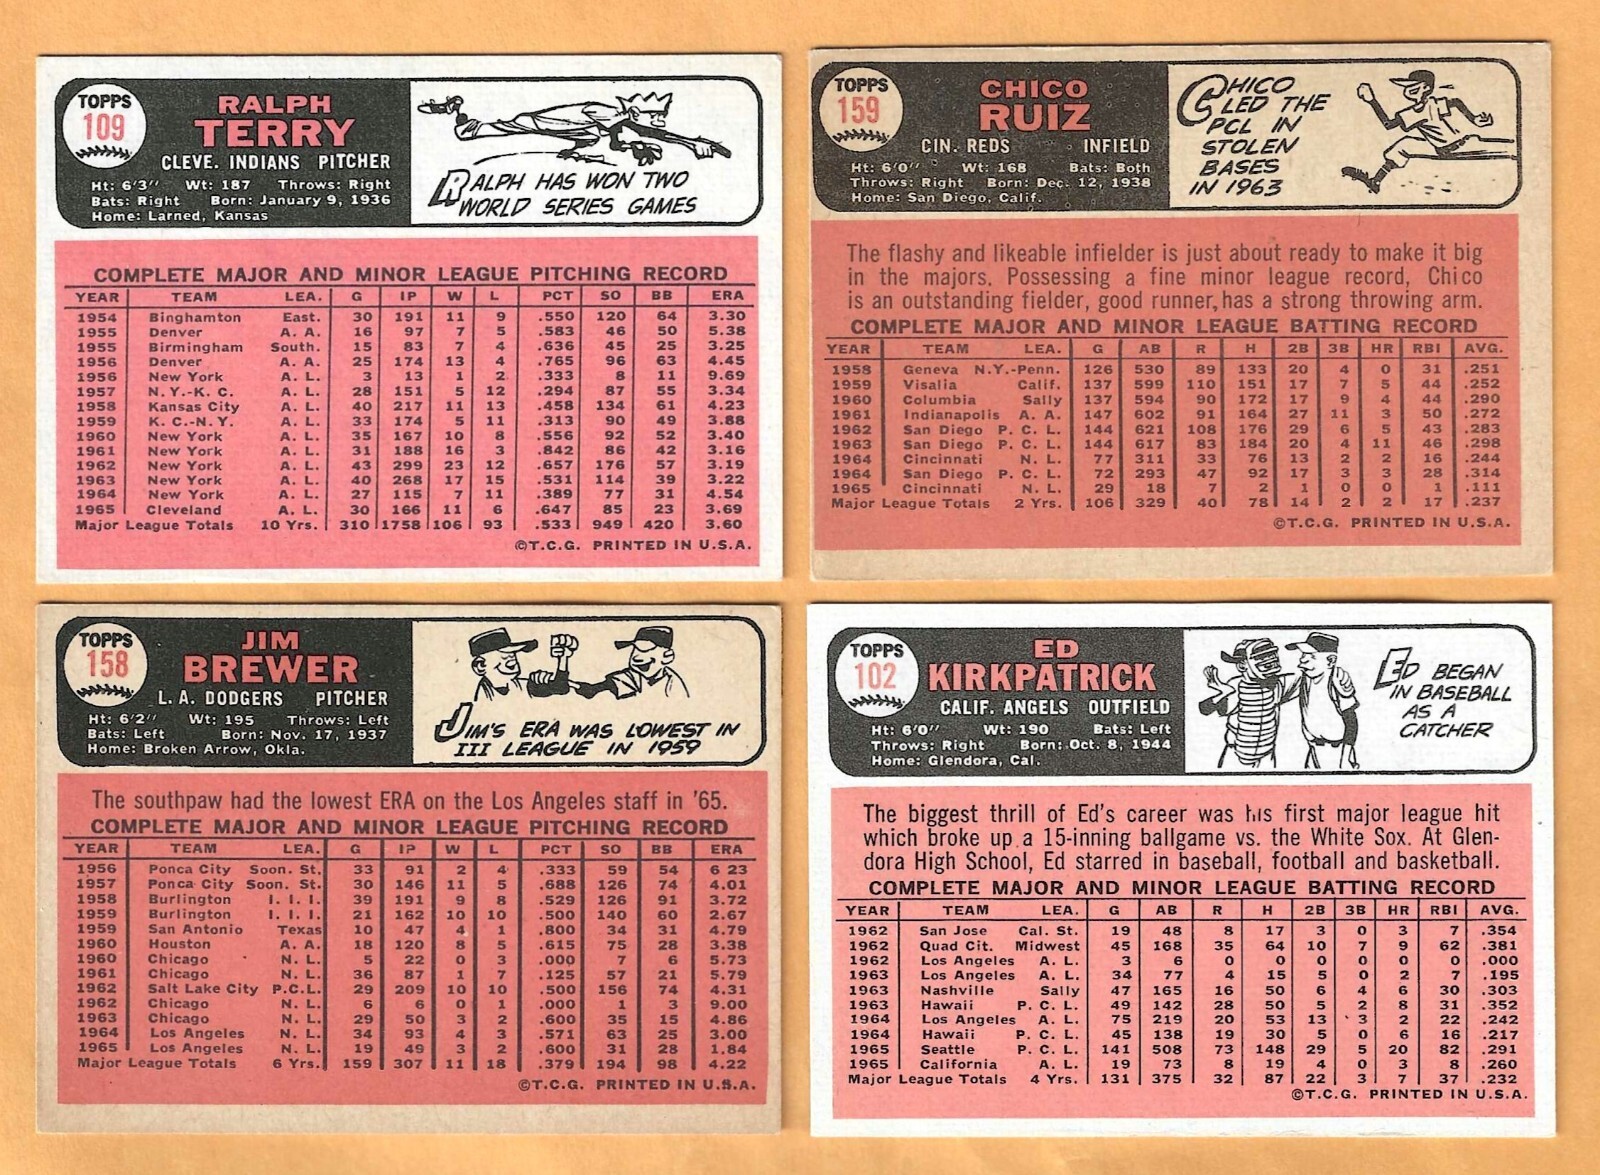 TOPPS
109
RALPH
TERRY
CLEVE. INDIANS PITCHER
Ht: 6'3" Wt: 187 Throws: Right
Bats: Right Born: January 9, 1936
Home: Larned, Kansas
RALPH HAS WON TWO
WORLD SERIES GAMES
COMPLETE MAJOR AND MINOR LEAGUE PITCHING RECORD
YEAR TEAM LEA. G IP W L PCT SO BB ERA
1954 Binghamton East. 30 191 11 9 .550 120 64 3.30
1955 Denver A. A. 16 97 7 5 .583 46 50 5.38
1955 Birmingham South. 15 83 7 4 .636 45 25 3.25
1956 Denver A. A. 25 174 13 4 .765 96 63 4.45
1956 New York A. L. 3 13 1 2 .333 8 11 9.69
1957 N.Y.-K. C. A. L. 28 151 5 12 .294 87 55 3.34
1958 Kansas City A. L. 40 217 11 13 .458 134 61 4.23
1959 K. C.-N. Y. A. L. 33 174 5 11 .313 90 49 3.88
1960 New York A. L. 35 167 10 8 .556 92 52 3.40
1961 New York A. L. 31 188 16 3 .842 86 42 3.16
1962 New York A. L. 43 299 23 12 .657 176 57 3.19
1963 New York A. L. 40 268 17 15 .531 114 39 3.22
1964 New York A. L. 27 115 7 11 .389 77 31 4.54
1965 Cleveland A. L. 30 166 11 6 .647 85 23 3.69
Major League Totals 10 Yrs. 310 1758 106 93 .533 949 420 3.60
©T.C.G. PRINTED IN U.S.A.
TOPPS
159
CHICO
RUIZ
CIN. REDS INFIELD
Ht: 6'0" Wt: 168 Bats: Both
Throws: Right Born: Dec. 12, 1938
Home: San Diego, Calif.
CHICO
LED THE
PCL IN
STOLEN
BASES
IN 1963
The flashy and likeable infielder is just about ready to make it big
in the majors. Possessing a fine minor league record, Chico
is an outstanding fielder, good runner, has a strong throwing arm.
COMPLETE MAJOR AND MINOR LEAGUE BATTING RECORD
YEAR TEAM LEA. G AB R H 2B 3B HR RBI AVG.
1958 Geneva N.Y.-Penn. 126 530 89 133 20 4 0 31 .251
1959 Visalia Calif. 137 599 110 151 17 7 5 44 .252
1960 Columbia Sally 137 594 90 172 17 9 4 44 .290
1961 Indianapolis A. A. 147 602 91 164 27 11 3 50 .272
1962 San Diego P. C. L. 144 621 108 176 29 6 5 43 .283
1963 San Diego P. C. L. 144 617 83 184 20 4 11 46 .298
1964 Cincinnati N. L. 77 311 33 76 13 2 2 16 .244
1964 San Diego P. C. L. 72 293 47 92 17 3 3 28 .314
1965 Cincinnati N. L. 29 18 7 2 1 0 0 1 .111
Major League Totals 2 Yrs. 106 329 40 78 14 2 2 17 .237
©T.C.G. PRINTED IN U.S.A.
TOPPS
158
JIM
BREWER
L. A. DODGERS PITCHER
Ht: 6'2" Wt: 195 Throws: Left
Bats: Left Born: Nov. 17, 1937
Home: Broken Arrow, Okla.
JIM'S ERA WAS LOWEST IN
III LEAGUE IN 1959
The southpaw had the lowest ERA on the Los Angeles staff in '65.
COMPLETE MAJOR AND MINOR LEAGUE PITCHING RECORD
YEAR TEAM LEA. G IP W L PCT SO BB ERA
1956 Ponca City Soon. St. 33 91 2 4 .333 59 54 6 23
1957 Ponca City Soon. St. 30 146 11 5 .688 126 74 4.01
1958 Burlington I. I. I. 39 191 9 8 .529 126 91 3.72
1959 Burlington I. I. I. 21 162 10 10 .500 140 60 2.67
1959 San Antonio Texas 10 47 4 1 .800 34 31 4.79
1960 Houston A. A. 18 120 8 5 .615 75 28 3.38
1960 Chicago N. L. 5 22 0 3 .000 7 6 5.73
1961 Chicago N. L. 36 87 1 7 .125 57 21 5.79
1962 Salt Lake City P.C.L. 29 209 10 10 .500 156 74 4.31
1962 Chicago N. L. 6 6 0 1 .000 1 3 9.00
1963 Chicago N. L. 29 50 3 2 .600 35 15 4.86
1964 Los Angeles N. L. 34 93 4 3 .571 63 25 3.00
1965 Los Angeles N. L. 19 49 3 2 .600 31 28 1.84
Major League Totals 6 Yrs. 159 307 11 18 .379 194 98 4.22
©T.C.G. PRINTED IN U.S.A.
TOPPS
102
ED
KIRKPATRICK
CALIF. ANGELS OUTFIELD
Ht: 6'0" Wt: 190 Bats: Left
Throws: Right Born: Oct. 8, 1944
Home: Glendora, Cal.
ED BEGAN
IN BASEBALL
AS A
CATCHER
The biggest thrill of Ed's career was his first major league hit
which broke up a 15-inning ballgame vs. the White Sox. At Glen-
dora High School, Ed starred in baseball, football and basketball.
COMPLETE MAJOR AND MINOR LEAGUE BATTING RECORD
YEAR TEAM LEA. G AB R H 2B 3B HR RBI AVG.
1962 San Jose Cal. St. 19 48 8 17 3 0 3 7 .354
1962 Quad Cit. Midwest 45 168 35 64 10 7 9 62 .381
1962 Los Angeles A. L. 3 6 0 0 0 0 0 0 .000
1963 Los Angeles A. L. 34 77 4 15 5 0 2 7 .195
1963 Nashville Sally 47 165 16 50 6 4 6 30 .303
1963 Hawaii P. C. L. 49 142 28 50 5 2 8 31 .352
1964 Los Angeles A. L. 75 219 20 53 13 3 2 22 .242
1964 Hawaii P. C. L. 45 138 19 30 5 0 6 16 .217
1965 Seattle P. C. L. 141 508 73 148 29 5 20 82 .291
1965 California A. L. 19 73 8 19 4 0 3 8 .260
Major League Totals 4 Yrs. 131 375 32 87 22 3 7 37 .232
©T.C.G. PRINTED IN U.S.A.